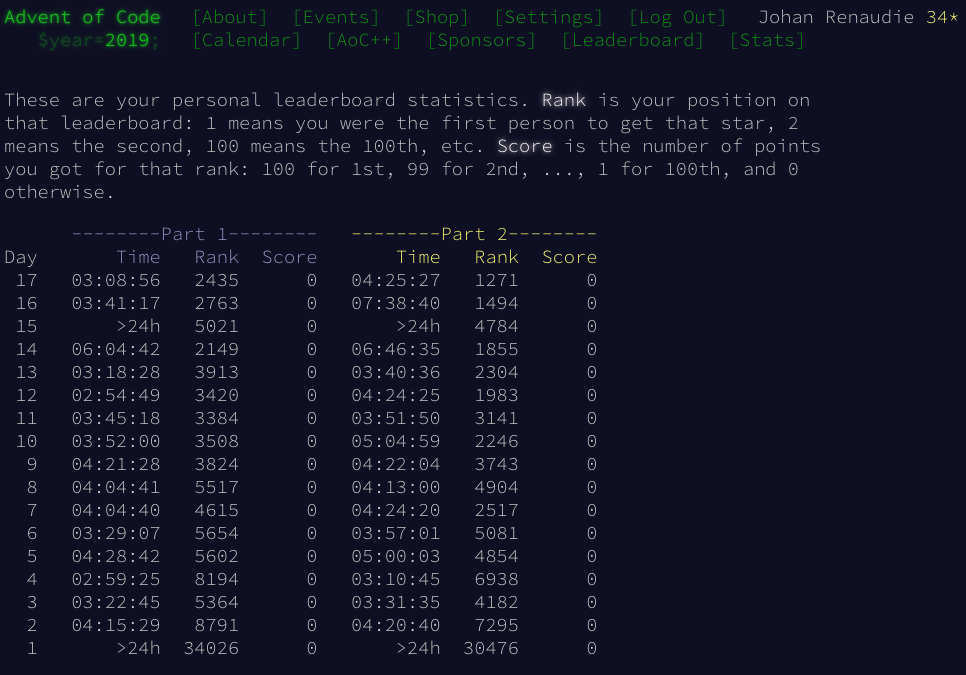 Advent of Code [About] [Events] [Shop] [Settings] [Log Out] Johan Renaudie 34*
$year=2019; [Calendar] [AoC++] [Sponsors] [Leaderboard] [Stats]
These are your personal leaderboard statistics. Rank is your position on
that leaderboard: 1 means you were the first person to get that star, 2
means the second, 100 means the 100th, etc. Score is the number of points
you got for that rank: 100 for 1st, 99 for 2nd, ..., 1 for 100th, and 0
otherwise.
--------Part 1-------- --------Part 2--------
Day Time Rank Score Time Rank Score
17 03:08:56 2435 0 04:25:27 1271 0
16 03:41:17 2763 0 07:38:40 1494 0
15 >24h 5021 0 >24h 4784 0
14 06:04:42 2149 0 06:46:35 1855 0
13 03:18:28 3913 0 03:40:36 2304 0
12 02:54:49 3420 0 04:24:25 1983 0
11 03:45:18 3384 0 03:51:50 3141 0
10 03:52:00 3508 0 05:04:59 2246 0
9 04:21:28 3824 0 04:22:04 3743 0
8 04:04:41 5517 0 04:13:00 4904 0
7 04:04:40 4615 0 04:24:20 2517 0
6 03:29:07 5654 0 03:57:01 5081 0
5 04:28:42 5602 0 05:00:03 4854 0
4 02:59:25 8194 0 03:10:45 6938 0
3 03:22:45 5364 0 03:31:35 4182 0
2 04:15:29 8791 0 04:20:40 7295 0
1 >24h 34026 0 >24h 30476 0